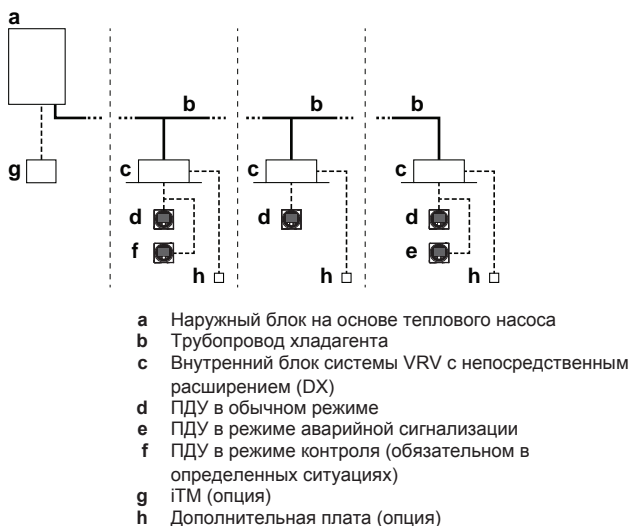 a
b b b
g c c c
d d d
f e
h h h
a Наружный блок на основе теплового насоса
b Трубопровод хладагента
c Внутренний блок системы VRV с непосредственным
расширением (DX)
d ПДУ в обычном режиме
e ПДУ в режиме аварийной сигнализации
f ПДУ в режиме контроля (обязательном в
определенных ситуациях)
g iTM (опция)
h Дополнительная плата (опция)